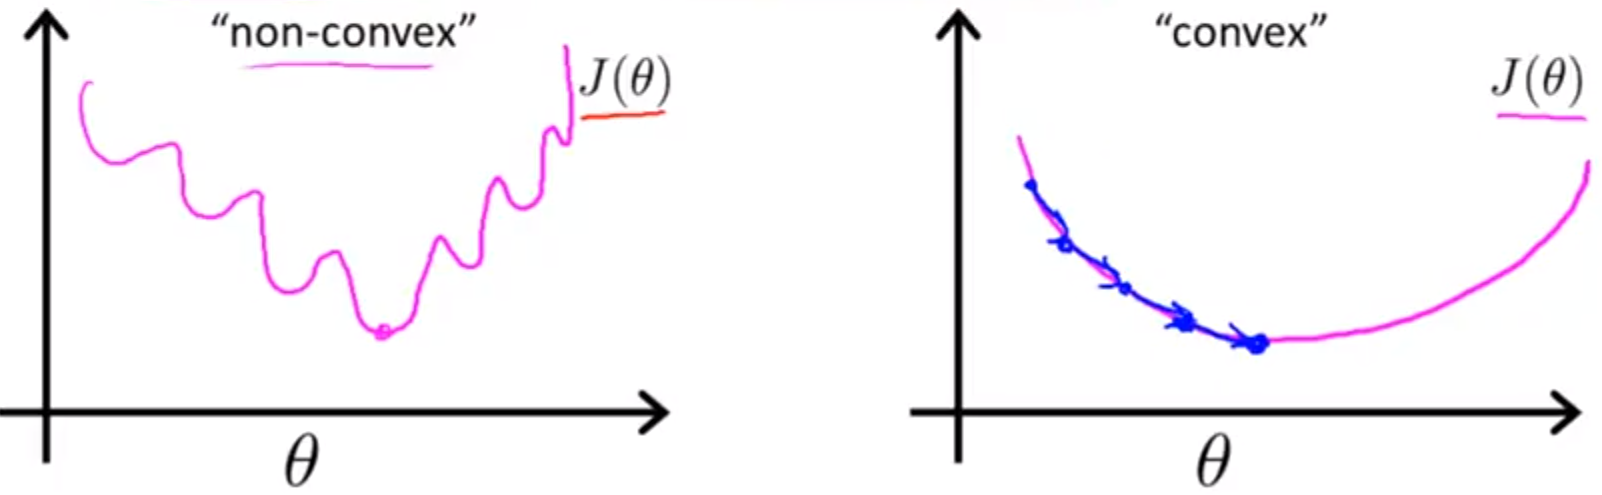 “non-convex”
J(θ)
θ
“convex”
J(θ)
θ